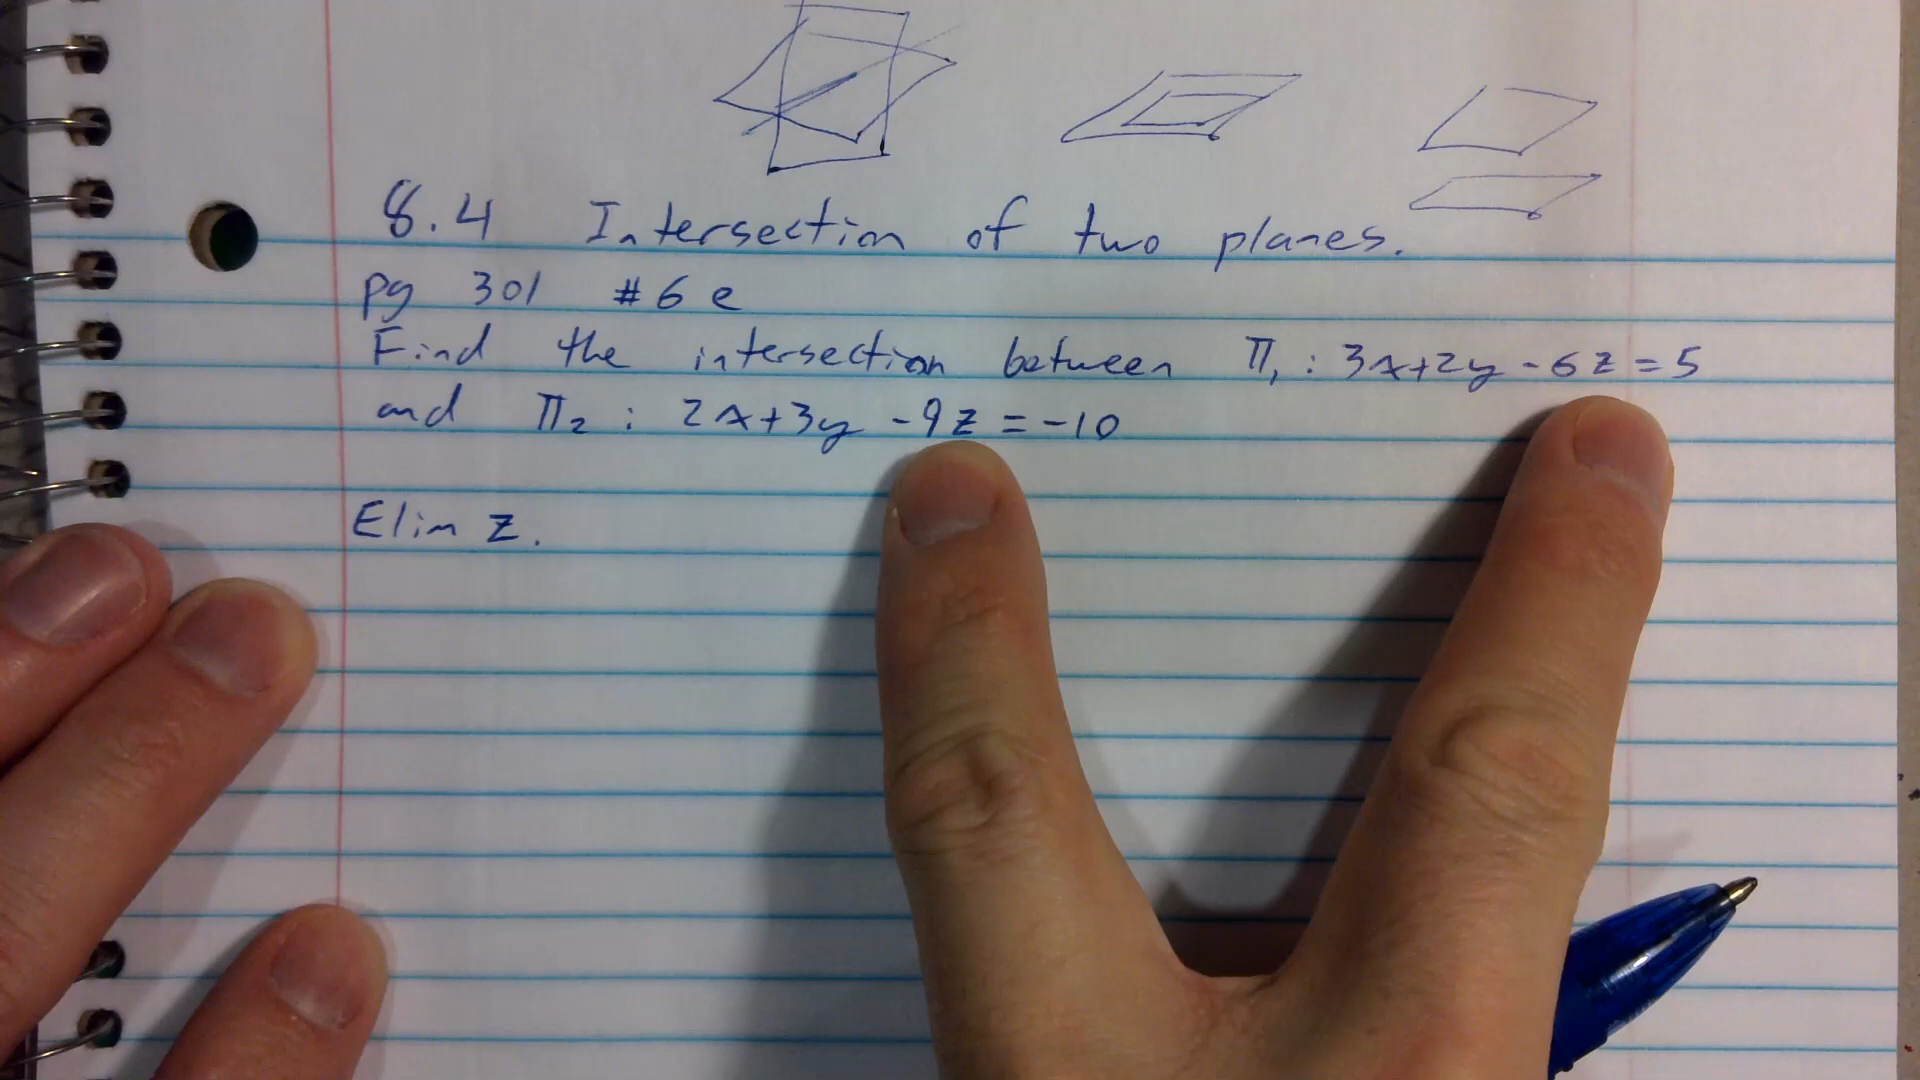 8.4 Intersection of two planes.
pg 301 #6 e
Find the intersection between π₁ : 3x+2y-6z=5
and π₂ : 2x+3y-9z=-10
Elim z.